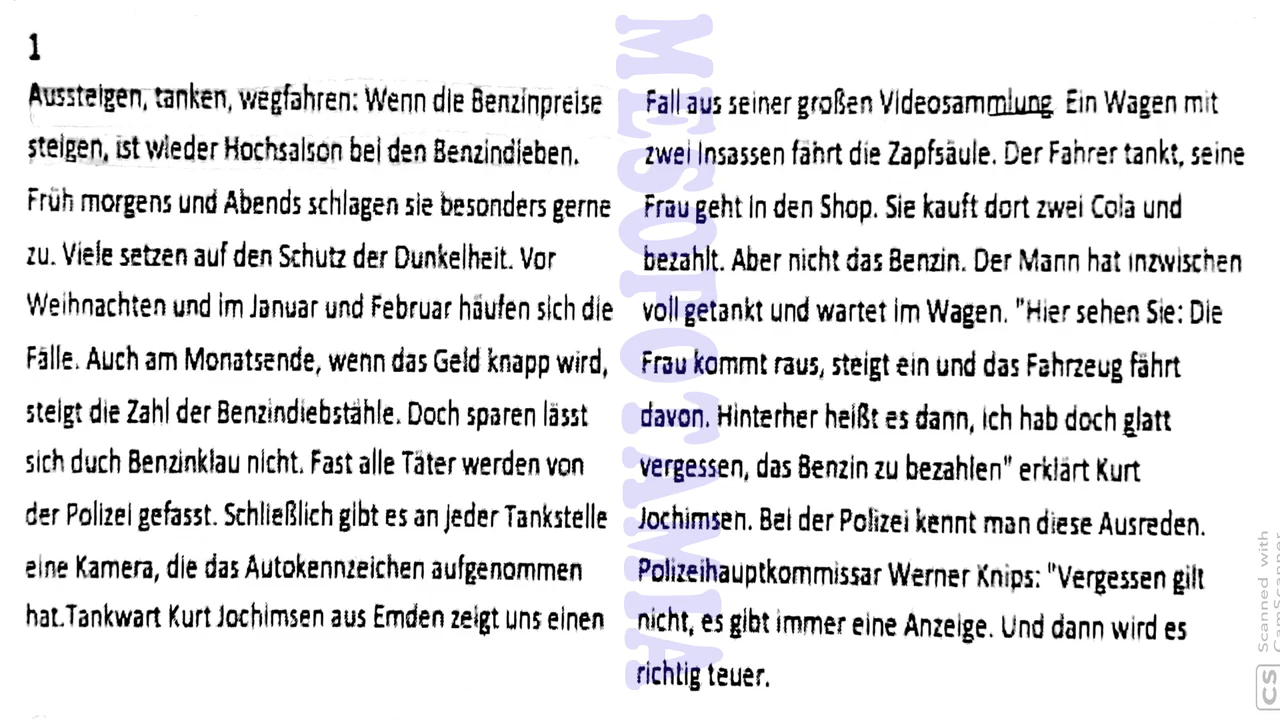 1
Aussteigen, tanken, wegfahren: Wenn die Benzinpreise
steigen, ist wieder Hochsaison bei den Benzindieben.
Früh morgens und Abends schlagen sie besonders gerne
zu. Viele setzen auf den Schutz der Dunkelheit. Vor
Weihnachten und im Januar und Februar häufen sich die
Fälle. Auch am Monatsende, wenn das Geld knapp wird,
steigt die Zahl der Benzindiebstähle. Doch sparen lässt
sich duch Benzinklau nicht. Fast alle Täter werden von
der Polizei gefasst. Schließlich gibt es an jeder Tankstelle
eine Kamera, die das Autokennzeichen aufgenommen
hat.Tankwart Kurt Jochimsen aus Emden zeigt uns einen
Fall aus seiner großen Videosammlung. Ein Wagen mit
zwei Insassen fährt die Zapfsäule. Der Fahrer tankt, seine
Frau geht in den Shop. Sie kauft dort zwei Cola und
bezahlt. Aber nicht das Benzin. Der Mann hat inzwischen
voll getankt und wartet im Wagen. "Hier sehen Sie: Die
Frau kommt raus, steigt ein und das Fahrzeug fährt
davon. Hinterher heißt es dann, ich hab doch glatt
vergessen, das Benzin zu bezahlen" erklärt Kurt
Jochimsen. Bei der Polizei kennt man diese Ausreden.
Polizeihauptkommissar Werner Knips: "Vergessen gilt
nicht, es gibt immer eine Anzeige. Und dann wird es
richtig teuer.
MESOPOTAMIA
CS
Scanned with
CamScanner